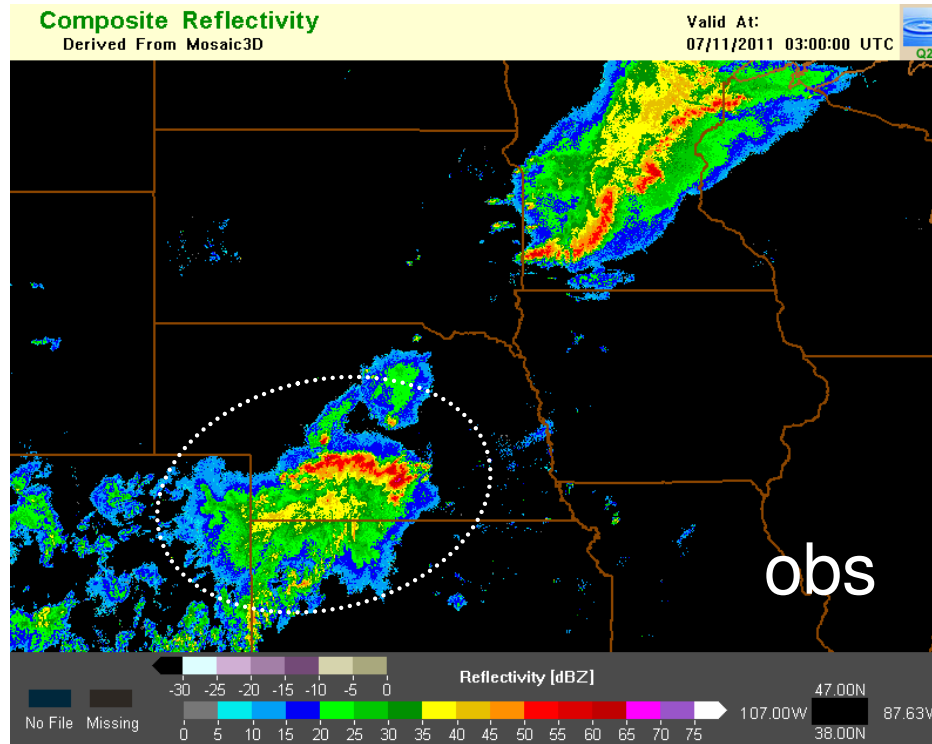 Composite Reflectivity
Derived From Mosaic3D
Valid At:
07/11/2011 03:00:00 UTC
Q2
obs
-30 -25 -20 -15 -10 -5 0
Reflectivity [dBZ]
No File Missing
0 5 10 15 20 25 30 35 40 45 50 55 60 65 70 75
47.00N
107.00W 87.63W
38.00N